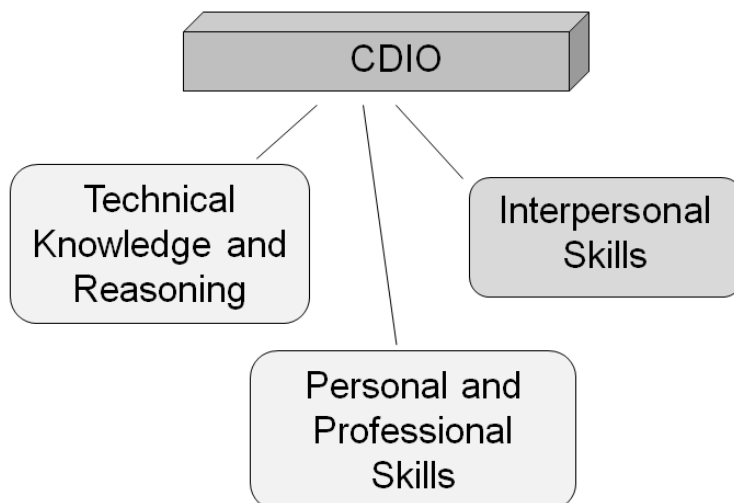 CDIO
Technical
Knowledge and
Reasoning
Interpersonal
Skills
Personal and
Professional
Skills